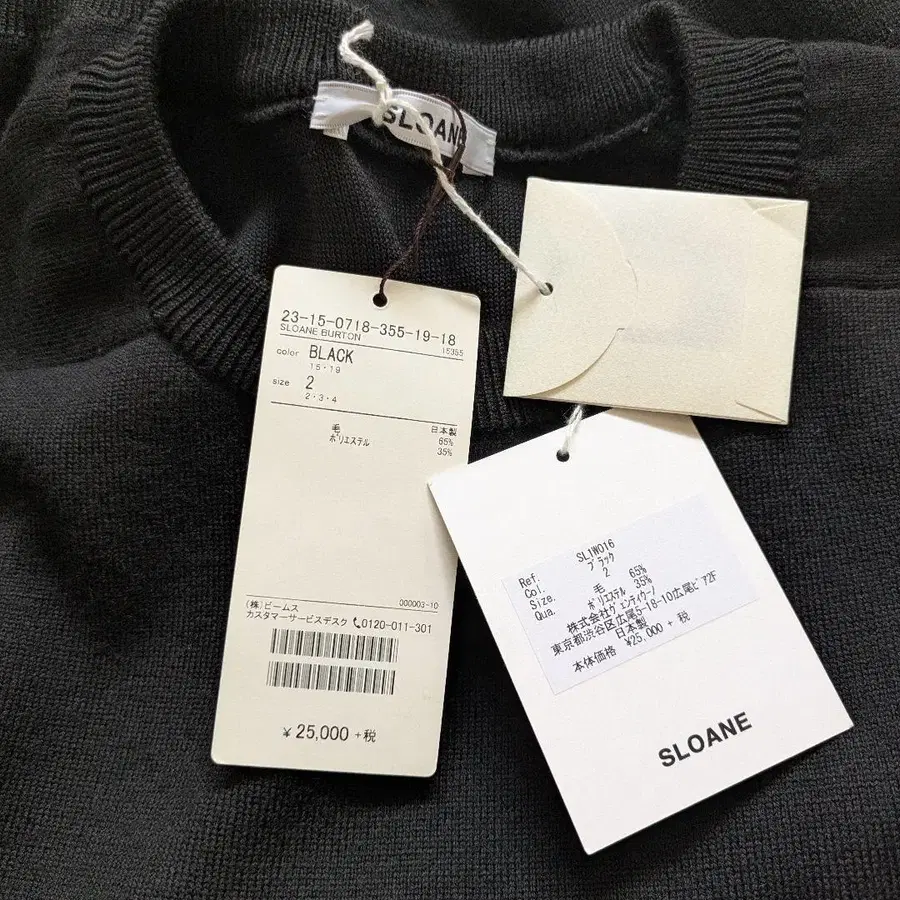 SLOANE
23-15-0718-355-19-18
SLOANE BURTON 15355
color BLACK
15・19
size 2
2・3・4
日本製
毛 65%
ポリエステル 35%
(株)ビームス 000003-10
カスタマーサービスデスク 0120-011-301
¥25,000 +税
Ref. SL1W016
Col. ブラック
Size. 2
Qua. 毛 65%
ポリエステル 35%
株式会社ヴェンティウーノ
東京都渋谷区広尾5-18-10広尾ピア2F
日本製
本体価格 ¥25,000 + 税
SLOANE